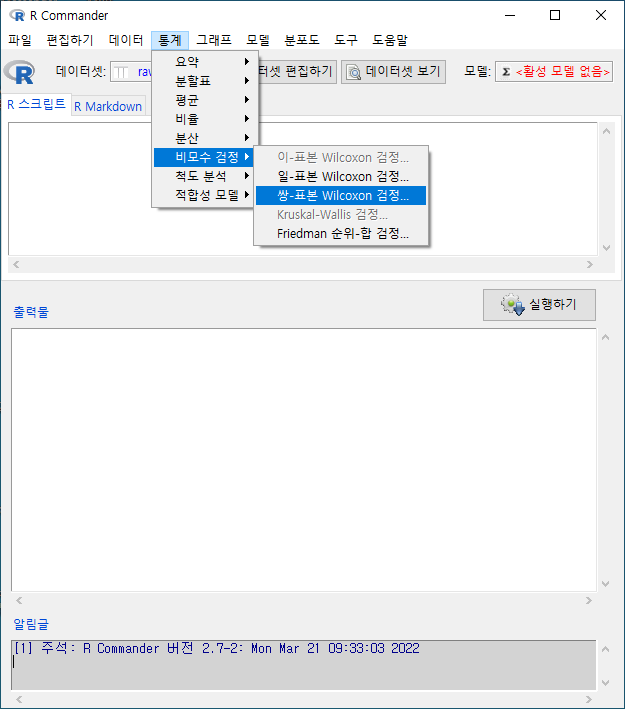 R Commander
파일 편집하기 데이터 통계 그래프 모델 분포도 도구 도움말
데이터셋: 편집하기 데이터셋 보기 모델: Σ <활성 모델 없음>
요약
분할표
평균
비율
분산
비모수 검정
척도 분석
적합성 모델
R 스크립트 R Markdown
이-표본 Wilcoxon 검정...
일-표본 Wilcoxon 검정...
쌍-표본 Wilcoxon 검정...
Kruskal-Wallis 검정...
Friedman 순위-합 검정...
실행하기
출력물
알림글
[1] 주석: R Commander 버전 2.7-2: Mon Mar 21 09:33:03 2022